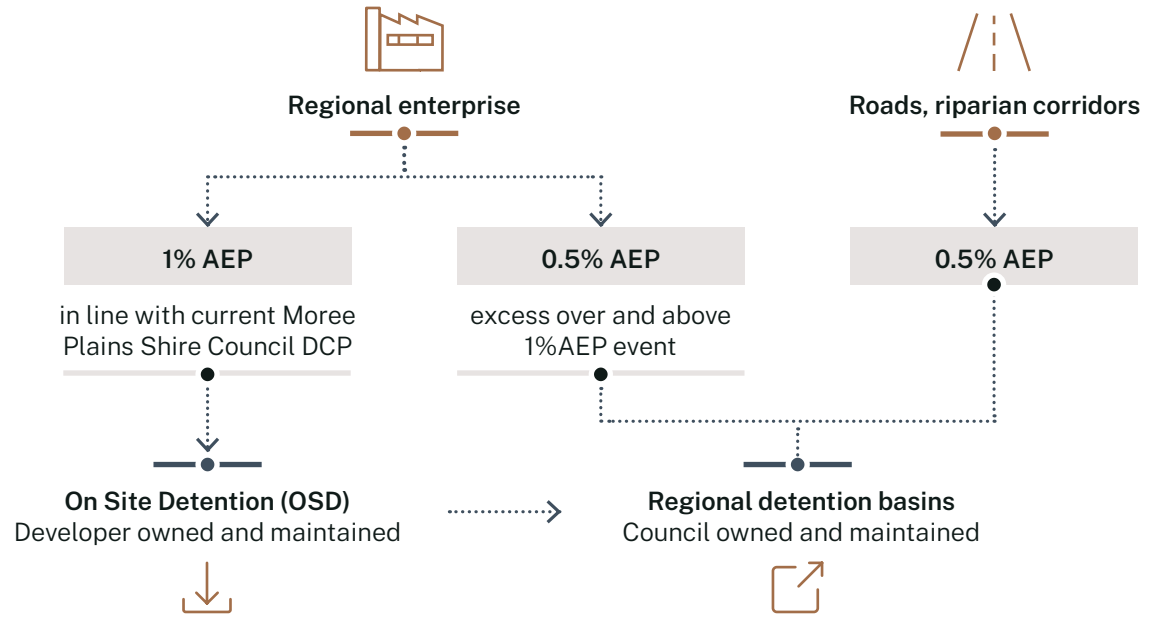 Regional enterprise
Roads, riparian corridors
1% AEP
0.5% AEP
0.5% AEP
in line with current Moree
Plains Shire Council DCP
excess over and above
1%AEP event
On Site Detention (OSD)
Developer owned and maintained
Regional detention basins
Council owned and maintained